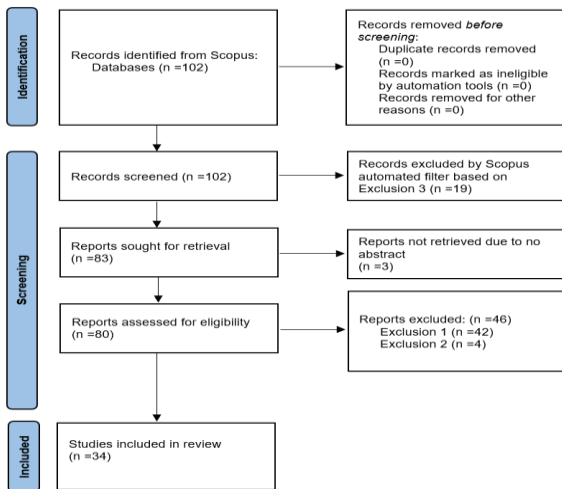 Identification
Records identified from Scopus:
Databases (n =102)
Records removed before
screening:
Duplicate records removed
(n =0)
Records marked as ineligible
by automation tools (n =0)
Records removed for other
reasons (n =0)
Screening
Records screened (n =102)
Records excluded by Scopus
automated filter based on
Exclusion 3 (n =19)
Reports sought for retrieval
(n =83)
Reports not retrieved due to no
abstract
(n =3)
Reports assessed for eligibility
(n =80)
Reports excluded: (n =46)
Exclusion 1 (n =42)
Exclusion 2 (n =4)
Included
Studies included in review
(n =34)